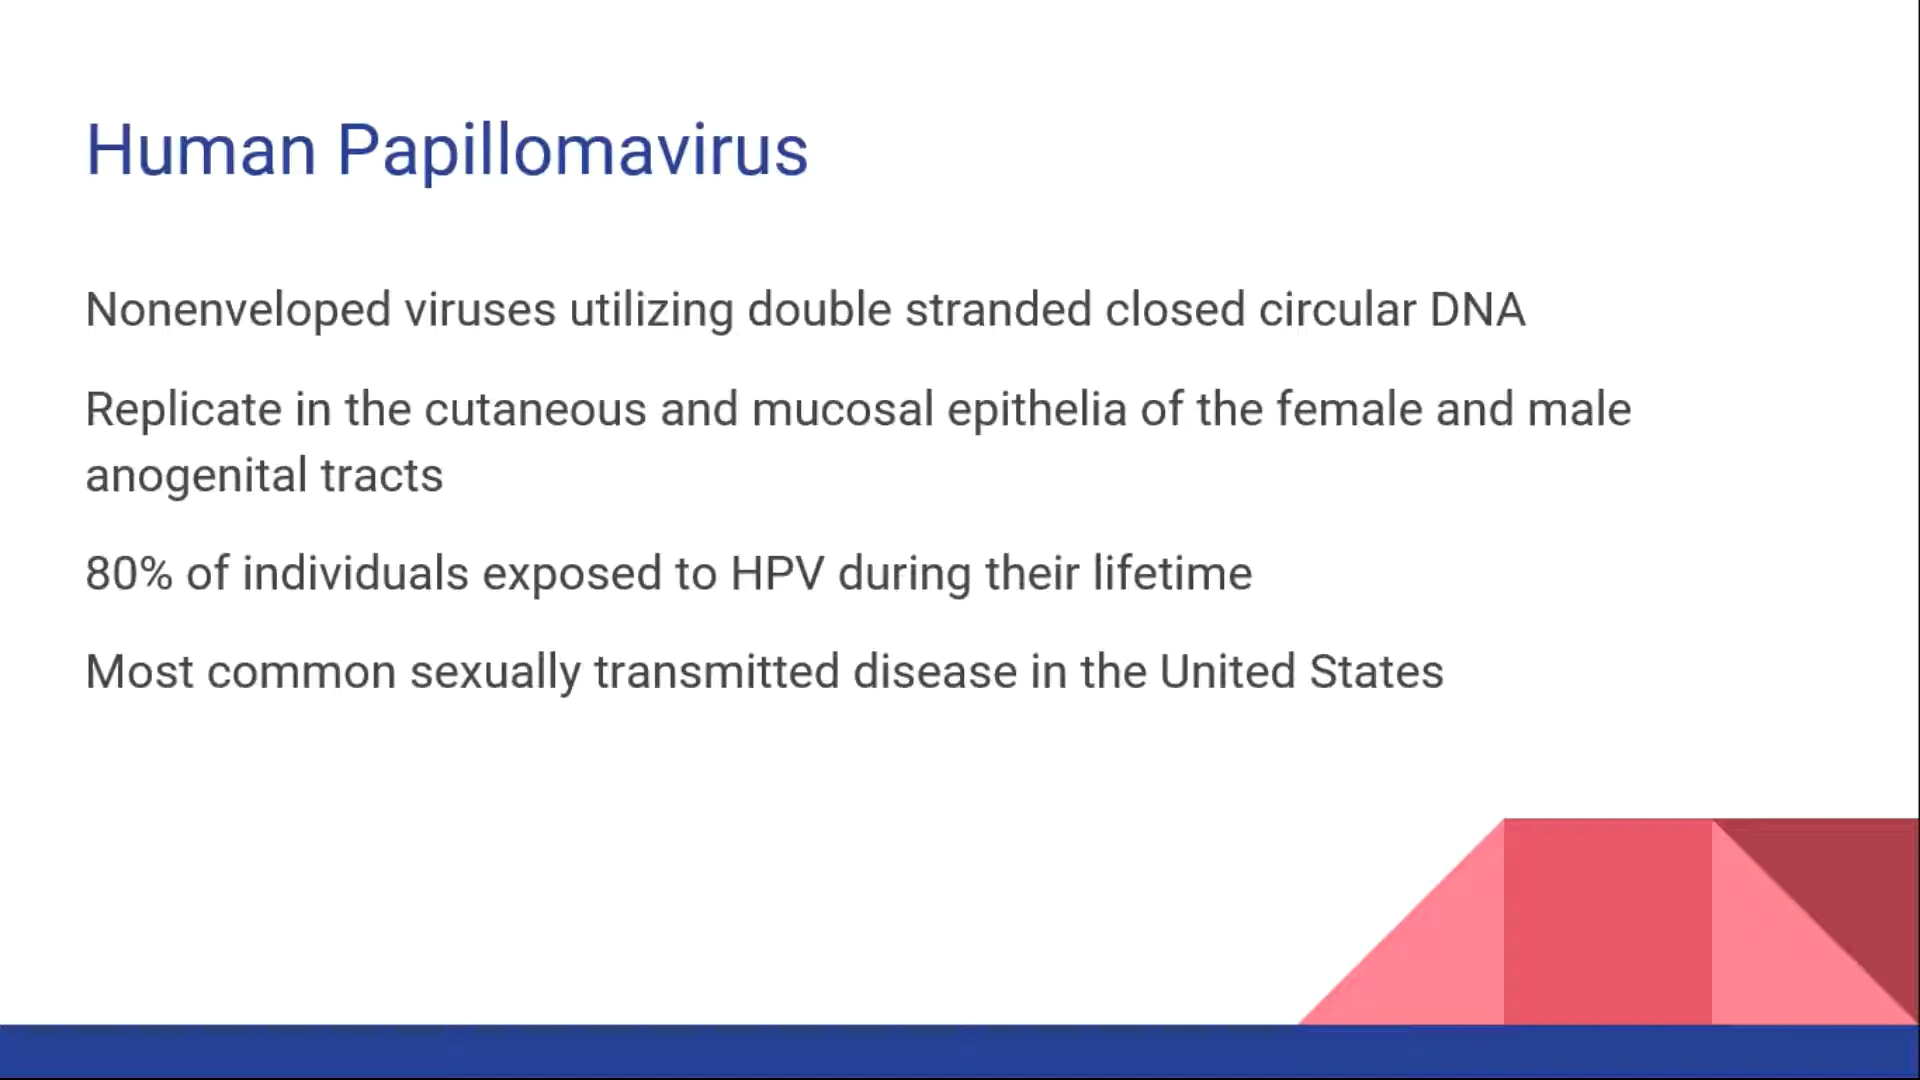 Human Papillomavirus
Nonenveloped viruses utilizing double stranded closed circular DNA
Replicate in the cutaneous and mucosal epithelia of the female and male
anogenital tracts
80% of individuals exposed to HPV during their lifetime
Most common sexually transmitted disease in the United States